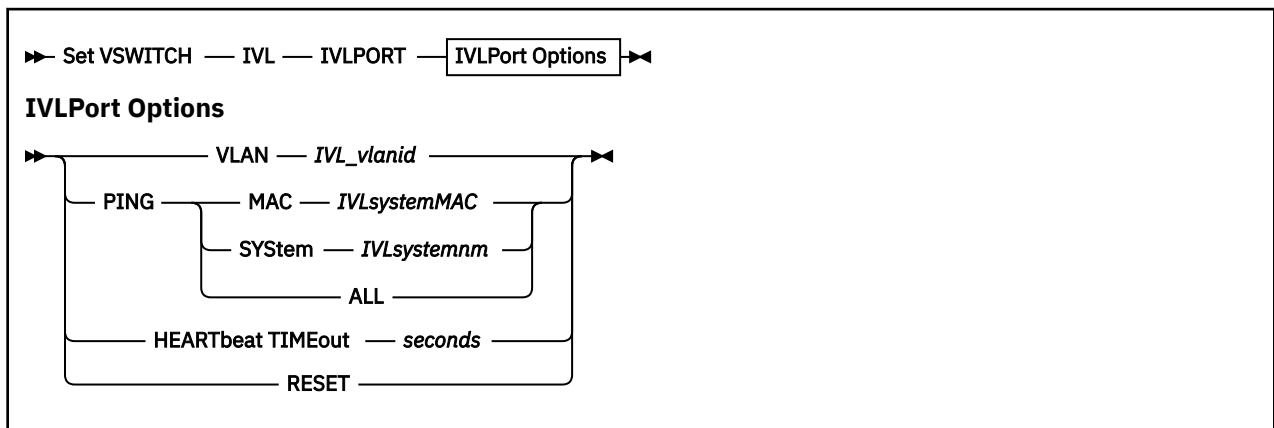 Set VSWITCH IVL IVLPORT IVLPort Options
IVLPort Options
VLAN IVL_vlanid
PING MAC IVLsystemMAC
SYStem IVLsystemnm
ALL
HEARTbeat TIMEout seconds
RESET